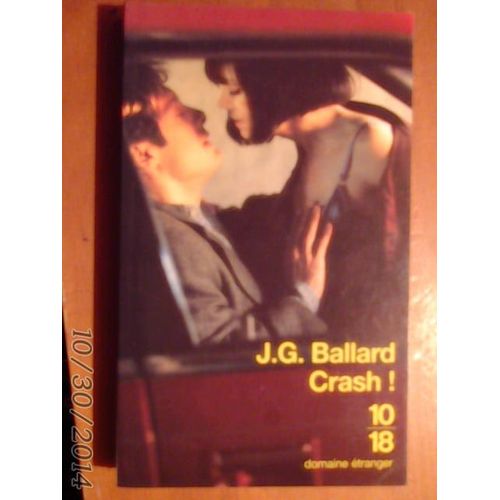 J.G. Ballard
Crash !
10
18
domaine étranger
10/30/2014